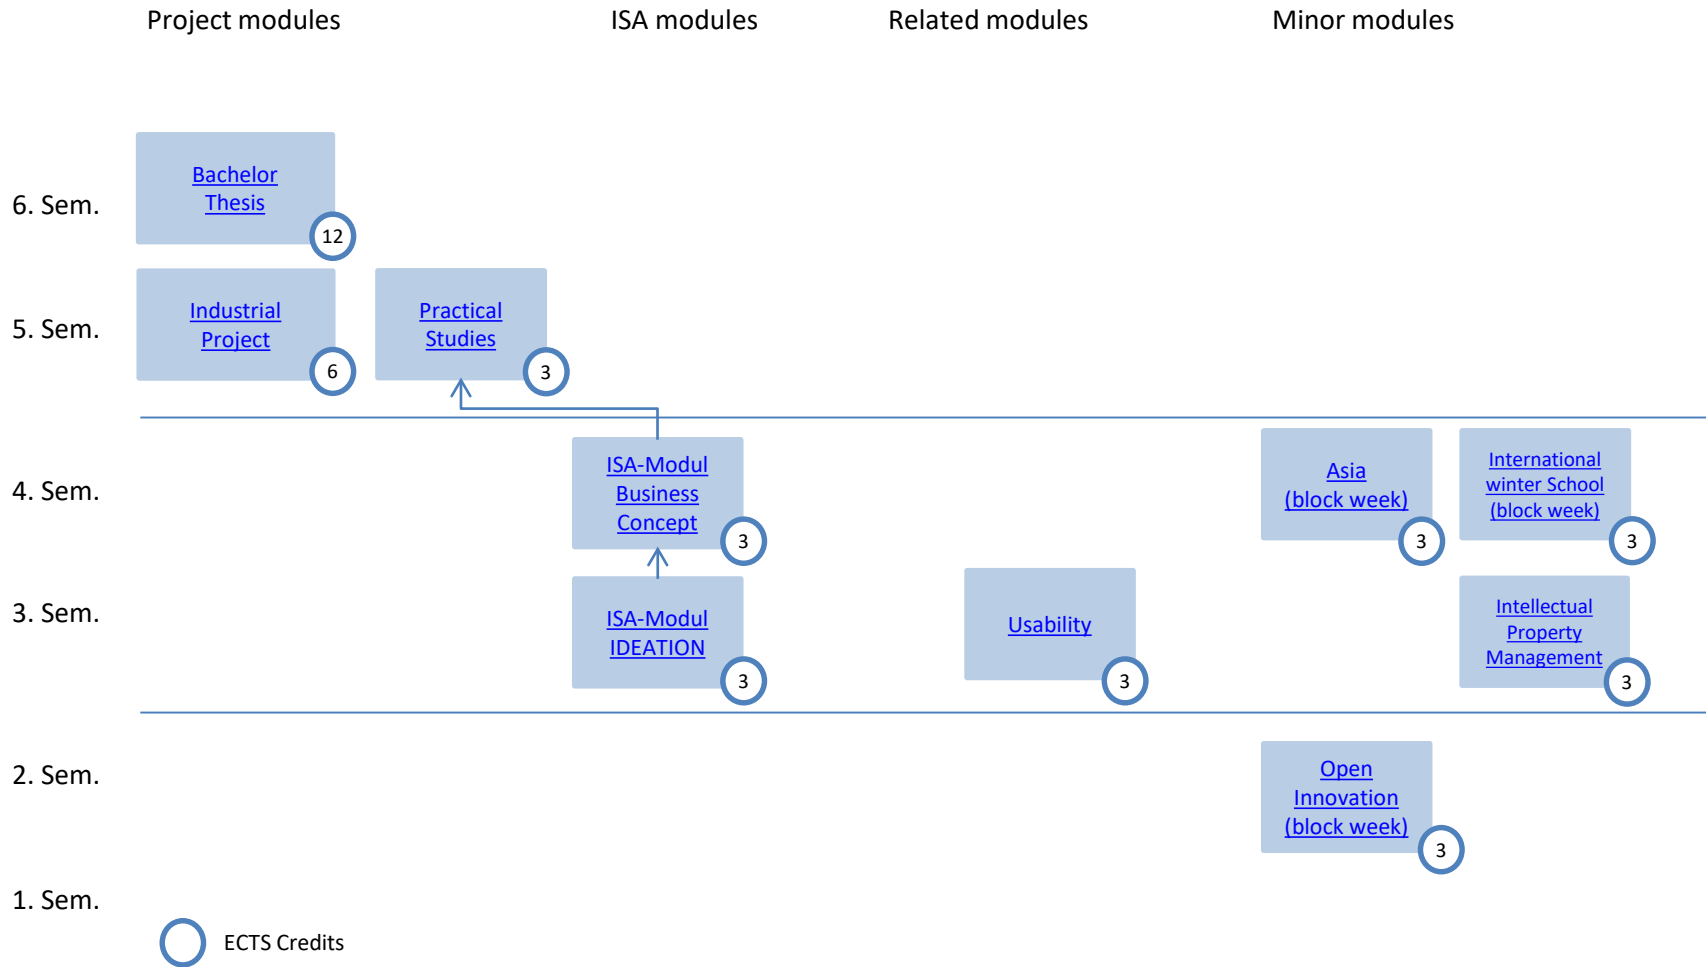 Project modules
ISA modules
Related modules
Minor modules
6. Sem.
Bachelor
Thesis
12
5. Sem.
Industrial
Project
6
Practical
Studies
3
4. Sem.
ISA-Modul
Business
Concept
3
Asia
(block week)
3
International
winter School
(block week)
3
3. Sem.
ISA-Modul
IDEATION
3
Usability
3
Intellectual
Property
Management
3
2. Sem.
Open
Innovation
(block week)
3
1. Sem.
ECTS Credits